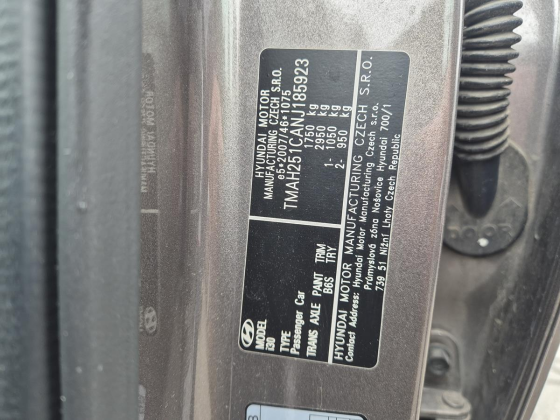 HYUNDAI MOTOR
MANUFACTURING CZECH S.R.O.
e5*2007/46*1075
TMAH251CANJ185923
1750 kg
2950 kg
1- 1050 kg
2- 950 kg
MODEL
i30
TYPE
Passenger Car
TRANS AXLE PAINT TRIM
B6S TRY
HYUNDAI MOTOR MANUFACTURING CZECH S.R.O.
Contact Address: Hyundai Motor Manufacturing Czech s.r.o.
Průmyslová zóna Nošovice Hyundai 700/1
739 51 Nižní Lhoty Czech Republic